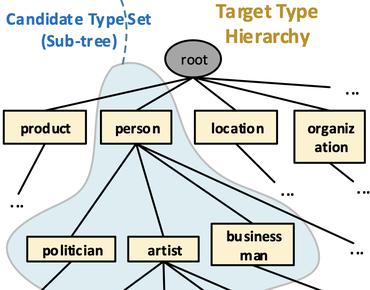 Candidate Type Set
(Sub-tree)
Target Type
Hierarchy
root
...
product
person
location
organiz
ation
...
...
...
politician
artist
business
man
...